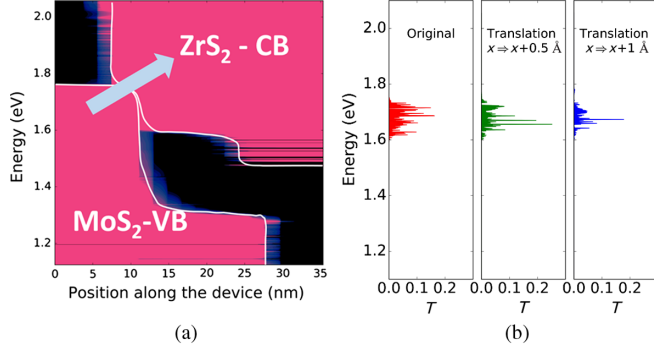 ZrS2 - CB
MoS2-VB
Energy (eV)
2.0
1.8
1.6
1.4
1.2
0 5 10 15 20 25 30 35
Position along the device (nm)
(a)
Energy (eV)
2.0
1.8
1.6
1.4
1.2
Original
Translation
x⇒x+0.5 Å
Translation
x⇒x+1 Å
0.0 0.1 0.2
0.0 0.1 0.2
0.0 0.1 0.2
T
T
T
(b)